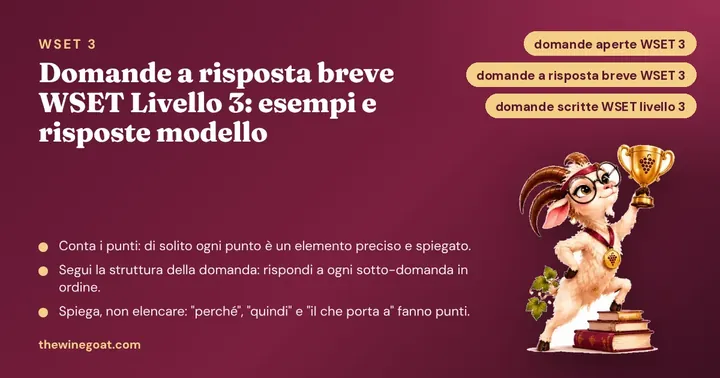 WSET 3
Domande a risposta breve
WSET Livello 3: esempi e
risposte modello
domande aperte WSET 3
domande a risposta breve WSET 3
domande scritte WSET livello 3
Conta i punti: di solito ogni punto è un elemento preciso e spiegato.
Segui la struttura della domanda: rispondi a ogni sotto-domanda in
ordine.
Spiega, non elencare: "perché", "quindi" e "il che porta a" fanno punti.
thewinegoat.com